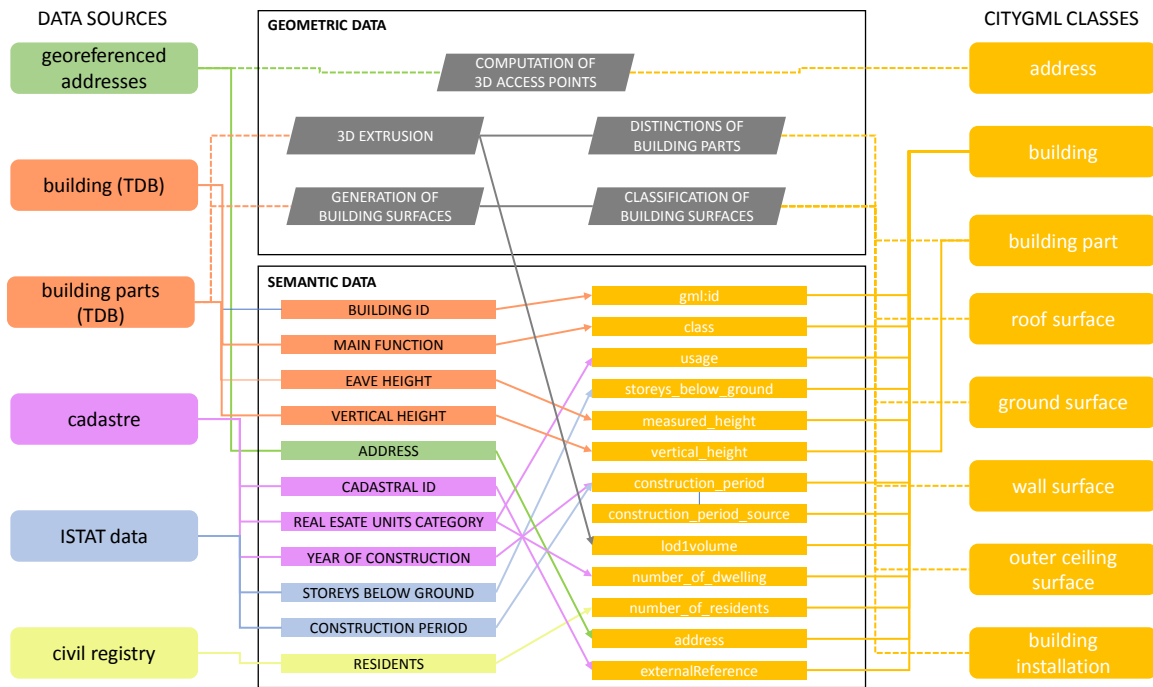 DATA SOURCES
georeferenced
addresses
building (TDB)
building parts
(TDB)
cadastre
ISTAT data
civil registry
GEOMETRIC DATA
COMPUTATION OF
3D ACCESS POINTS
3D EXTRUSION
DISTINCTIONS OF
BUILDING PARTS
GENERATION OF
BUILDING SURFACES
CLASSIFICATION OF
BUILDING SURFACES
SEMANTIC DATA
BUILDING ID
MAIN FUNCTION
EAVE HEIGHT
VERTICAL HEIGHT
ADDRESS
CADASTRAL ID
REAL ESATE UNITS CATEGORY
YEAR OF CONSTRUCTION
STOREYS BELOW GROUND
CONSTRUCTION PERIOD
RESIDENTS
gml:id
class
usage
storeys_below_ground
measured_height
vertical_height
construction_period
construction_period_source
lod1volume
number_of_dwelling
number_of_residents
address
externalReference
CITYGML CLASSES
address
building
building part
roof surface
ground surface
wall surface
outer ceiling
surface
building
installation